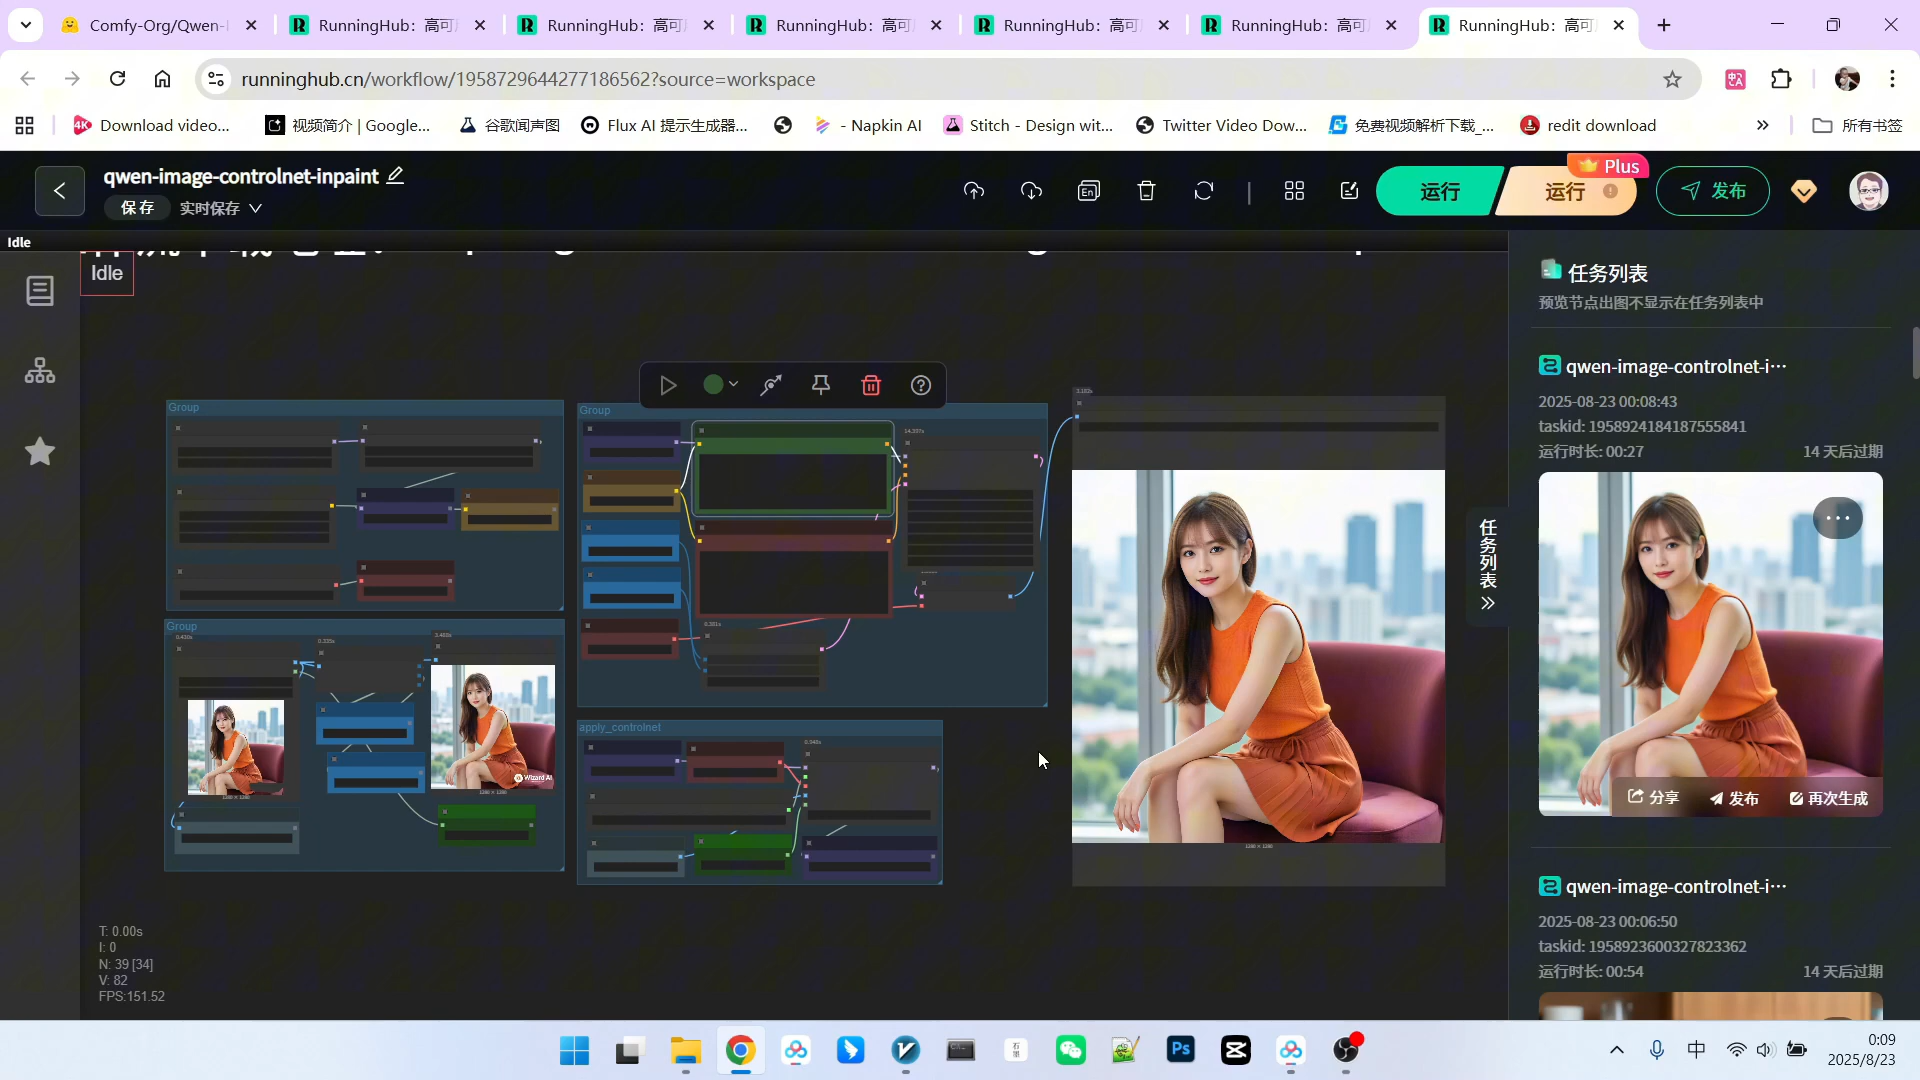 Comfy-Org/Qwen-I
RunningHub: 高可
RunningHub: 高可
RunningHub: 高可
RunningHub: 高可
RunningHub: 高可
RunningHub: 高可
runninghub.cn/workflow/1958729644277186562?source=workspace
Download video...
视频简介 | Google...
谷歌闻声图
Flux AI 提示生成器...
- Napkin AI
Stitch - Design wit...
Twitter Video Dow...
免费视频解析下载_...
redit download
所有书签
qwen-image-controlnet-inpaint
保存
实时保存
En
运行
运行
Plus
发布
Idle
Idle
任务列表
预览节点出图不显示在任务列表中
qwen-image-controlnet-i···
2025-08-23 00:08:43
taskid: 1958924184187555841
运行时长: 00:27
14 天后过期
分享
发布
再次生成
qwen-image-controlnet-i···
2025-08-23 00:06:50
taskid: 1958923600327823362
运行时长: 00:54
14 天后过期
任务列表
Group
Group
Group
apply_controlnet
Wizard AI
T: 0.00s
I: 0
N: 39 [34]
V: 82
FPS:151.52
中
0:09
2025/8/23